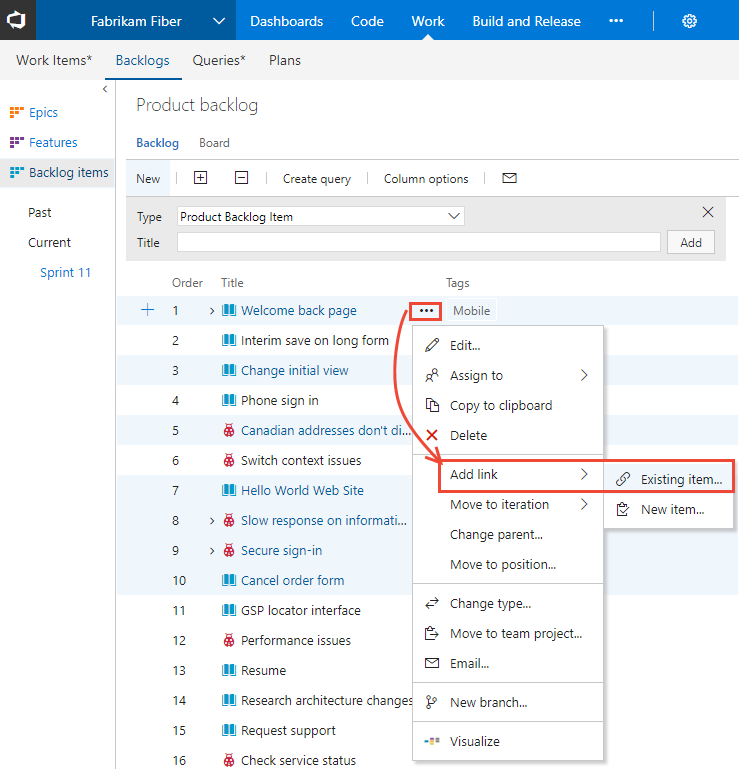 Fabrikam Fiber Dashboards Code Work Build and Release
Work Items* Backlogs Queries* Plans
Epics
Features
Backlog items
Past
Current
Sprint 11
Product backlog
Backlog Board
New Create query Column options
Type Product Backlog Item
Title Add
Order Title Tags
1 Welcome back page Mobile
2 Interim save on long form
3 Change initial view
4 Phone sign in
5 Canadian addresses don't di...
6 Switch context issues
7 Hello World Web Site
8 Slow response on informati...
9 Secure sign-in
10 Cancel order form
11 GSP locator interface
12 Performance issues
13 Resume
14 Research architecture changes
15 Request support
16 Check service status
Edit...
Assign to
Copy to clipboard
Delete
Add link
Move to iteration
Change parent...
Move to position...
Change type...
Move to team project...
Email...
New branch...
Visualize
Existing item...
New item...